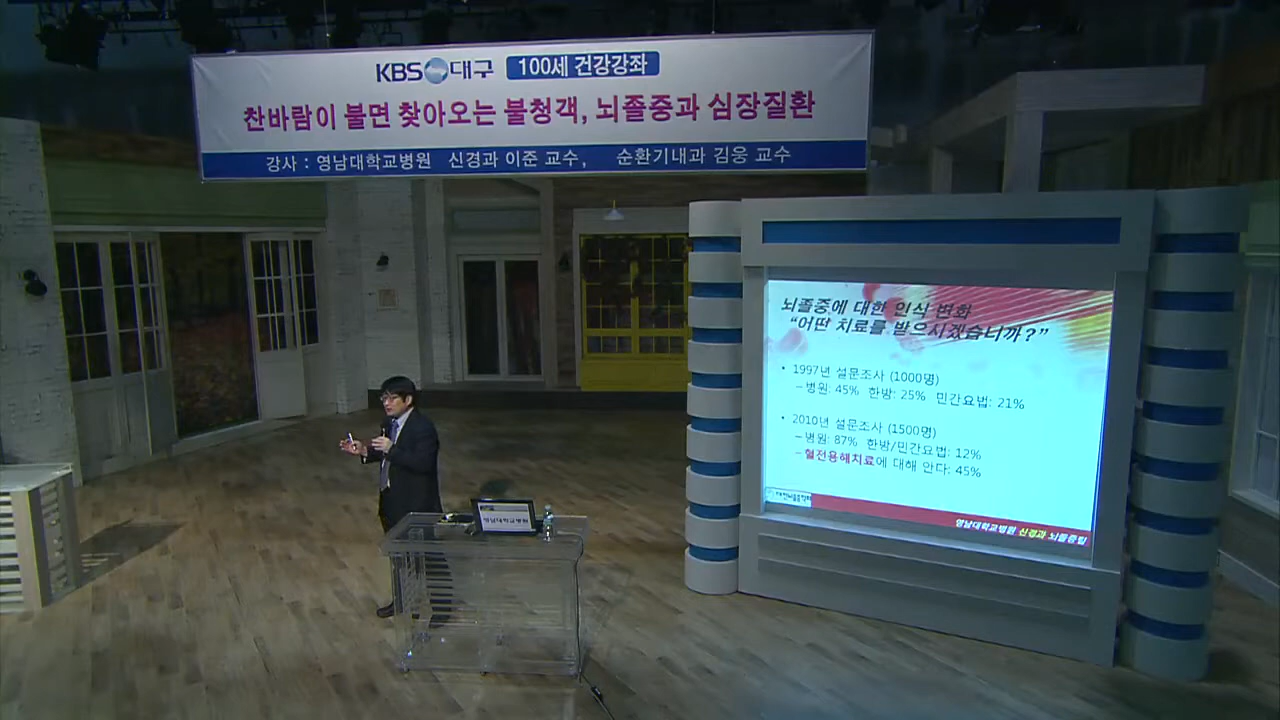 KBS 대구 100세 건강강좌
찬바람이 불면 찾아오는 불청객, 뇌졸중과 심장질환
강사 : 영남대학교병원 신경과 이준 교수, 순환기내과 김웅 교수
뇌졸중에 대한 인식 변화
“어떤 치료를 받으시겠습니까?”
• 1997년 설문조사 (1000명)
– 병원: 45% 한방: 25% 민간요법: 21%
• 2010년 설문조사 (1500명)
– 병원: 87% 한방/민간요법: 12%
– 혈전용해치료에 대해 안다: 45%
대한뇌졸중학회
영남대학교병원 신경과 뇌졸중팀
영남대학교병원